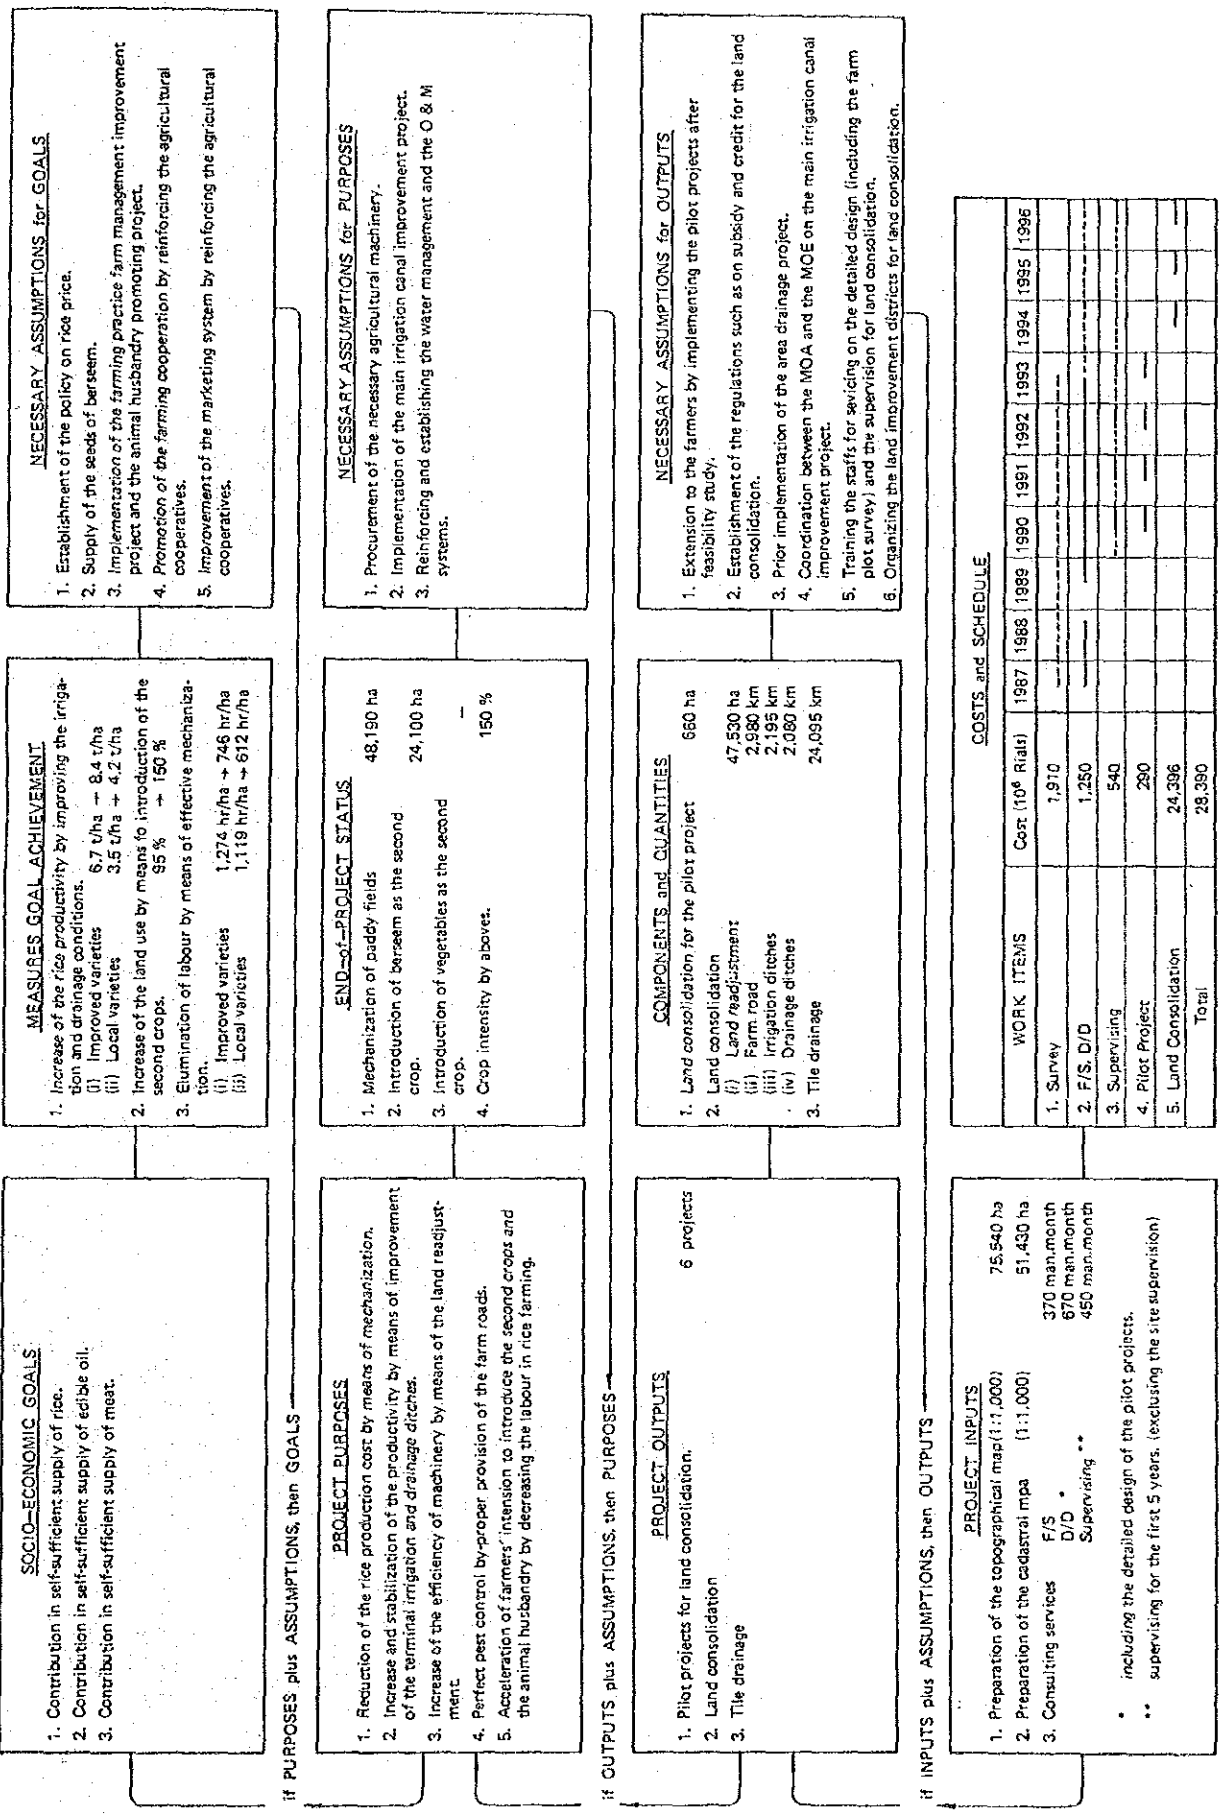 SOCIO-ECONOMIC GOALS
1. Contribution in self-sufficient supply of rice.
2. Contribution in self-sufficient supply of edible oil.
3. Contribution in self-sufficient supply of meat.
MEASURES GOAL ACHIEVEMENT
1. Increase of the rice productivity by improving the irriga-
tion and drainage conditions.
(i) Improved varieties 6.7 t/ha → 8.4 t/ha
(ii) Local varieties 3.5 t/ha → 4.2 t/ha
2. Increase of the land use by means fo introduction of the
second crops. 95 % → 150 %
3. Elumination of labour by means of effective mechaniza-
tion.
(i) Improved varieties 1,274 hr/ha → 746 hr/ha
(ii) Local varicties 1,119 hr/ha → 612 hr/ha
NECESSARY ASSUMPTIONS for GOALS
1. Establishment of the policy on rice price.
2. Supply of the seeds of berseem.
3. Implementation of the farming practice farm management improvement
project and the animal husbandry promoting project.
4. Promotion of the farming cooperation by reinforcing the agricultural
cooperatives.
5. Improvement of the marketing system by reinforcing the agricultural
cooperatives.
if PURPOSES plus ASSUMPTIONS, then GOALS
PROJECT PURPOSES
1. Reduction of the rice production cost by means of mechanization.
2. Increase and stabilization of the productivity by means of improvement
of the terminal irrigation and drainage ditches.
3. Increase of the efficiency of machinery by means of the land readjust-
ment.
4. Perfect pest control by proper provision of the farm roads.
5. Acceleration of farmers' intension to introduce the second crops and
the animal husbandry by decreasing the labour in rice farming.
END-of-PROJECT STATUS
1. Mechanization of paddy fields 48,190 ha
2. Introduction of berseem as the second
crop. 24,100 ha
3. Introduction of vegetables as the second
crop. –
4. Crop intensity by aboves. 150 %
NECESSARY ASSUMPTIONS for PURPOSES
1. Procurement of the necessary agricultural machinery.
2. Implementation of the main irrigation canal improvement project.
3. Reinforcing and establishing the water management and the O & M
systems.
if OUTPUTS plus ASSUMPTIONS, then PURPOSES
PROJECT OUTPUTS
1. Pilot projects for land consolidation. 6 projects
2. Land consolidation
3. Tile drainage
COMPONENTS and QUANTITIES
1. Land consolidation for the pilot project 660 ha
2. Land consolidation
(i) Land readjustment 47,530 ha
(ii) Farm road 2,980 km
(iii) Irrigation ditches 2,195 km
(iv) Drainage ditches 2,080 km
3. Tile drainage 24,095 km
NECESSARY ASSUMPTIONS for OUTPUTS
1. Extension to the farmers by implementing the pilot projects after
feasibility study.
2. Establishment of the regulations such as on subsidy and credit for the land
consolidation.
3. Prior implementation of the area drainage project.
4. Coordination between the MOA and the MOE on the main irrigation canal
improvement project.
5. Training the staffs for sevicing on the detailed design (including the farm
plot survey) and the supervision for land consolidation.
6. Organizing the land improvement districts for land consolidation.
if INPUTS plus ASSUMPTIONS, then OUTPUTS
PROJECT INPUTS
1. Preparation of the topographical map(1:1,000) 75,540 ha
2. Preparation of the cadastral mpa (1:1,000) 51,430 ha
3. Consulting services F/S 370 man.month
D/D * 670 man.month
Supervising ** 450 man.month
* including the detailed design of the pilot projects.
** supervising for the first 5 years. (exclusing the site supervision)
COSTS and SCHEDULE
WORK ITEMS Cost (10⁶ Rials) 1987 1988 1989 1990 1991 1992 1993 1994 1995 1996
1. Survey 1,910
2. F/S, D/D 1,250
3. Supervising 540
4. Pilot Project 290
5. Land Consolidation 24,396
Total 28,390